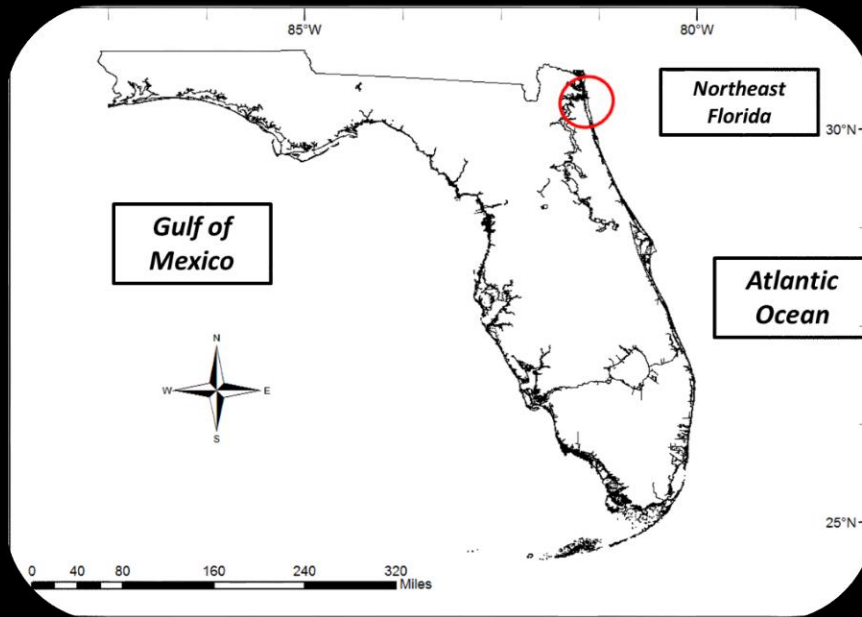 85°W
80°W
Northeast
Florida
30°N
Gulf of
Mexico
Atlantic
Ocean
N
W
E
S
25°N
0 40 80 160 240 320
Miles